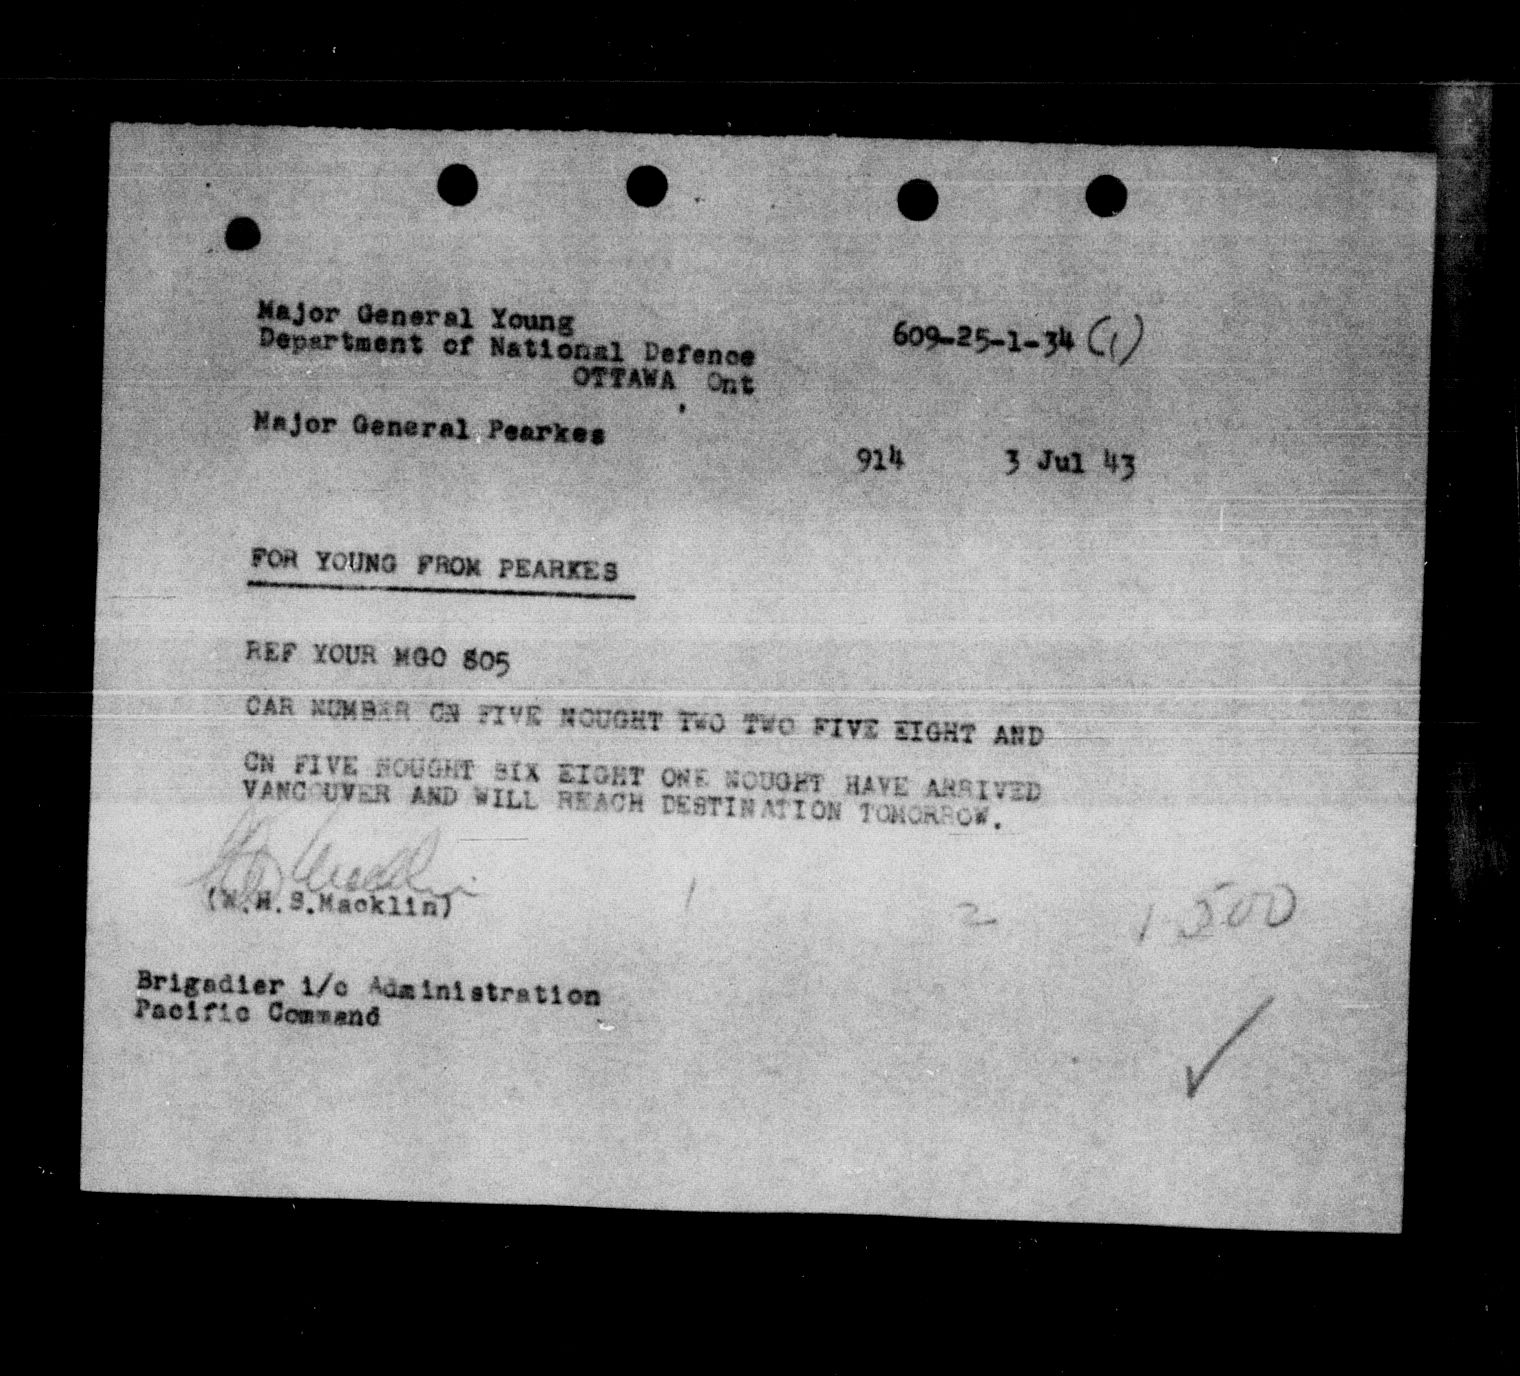 Major General Young
Department of National Defence
OTTAWA, Ont
609-25-1-34 (1)
Major General Pearkes
914 3 Jul 43
FOR YOUNG FROM PEARKES
REF YOUR MGO 805
CAR NUMBER CN FIVE NOUGHT TWO TWO FIVE EIGHT AND
CN FIVE NOUGHT SIX EIGHT ONE NOUGHT HAVE ARRIVED
VANCOUVER AND WILL REACH DESTINATION TOMORROW.
(W.H.S.Macklin)
1 2 1500
Brigadier i/c Administration
Pacific Command